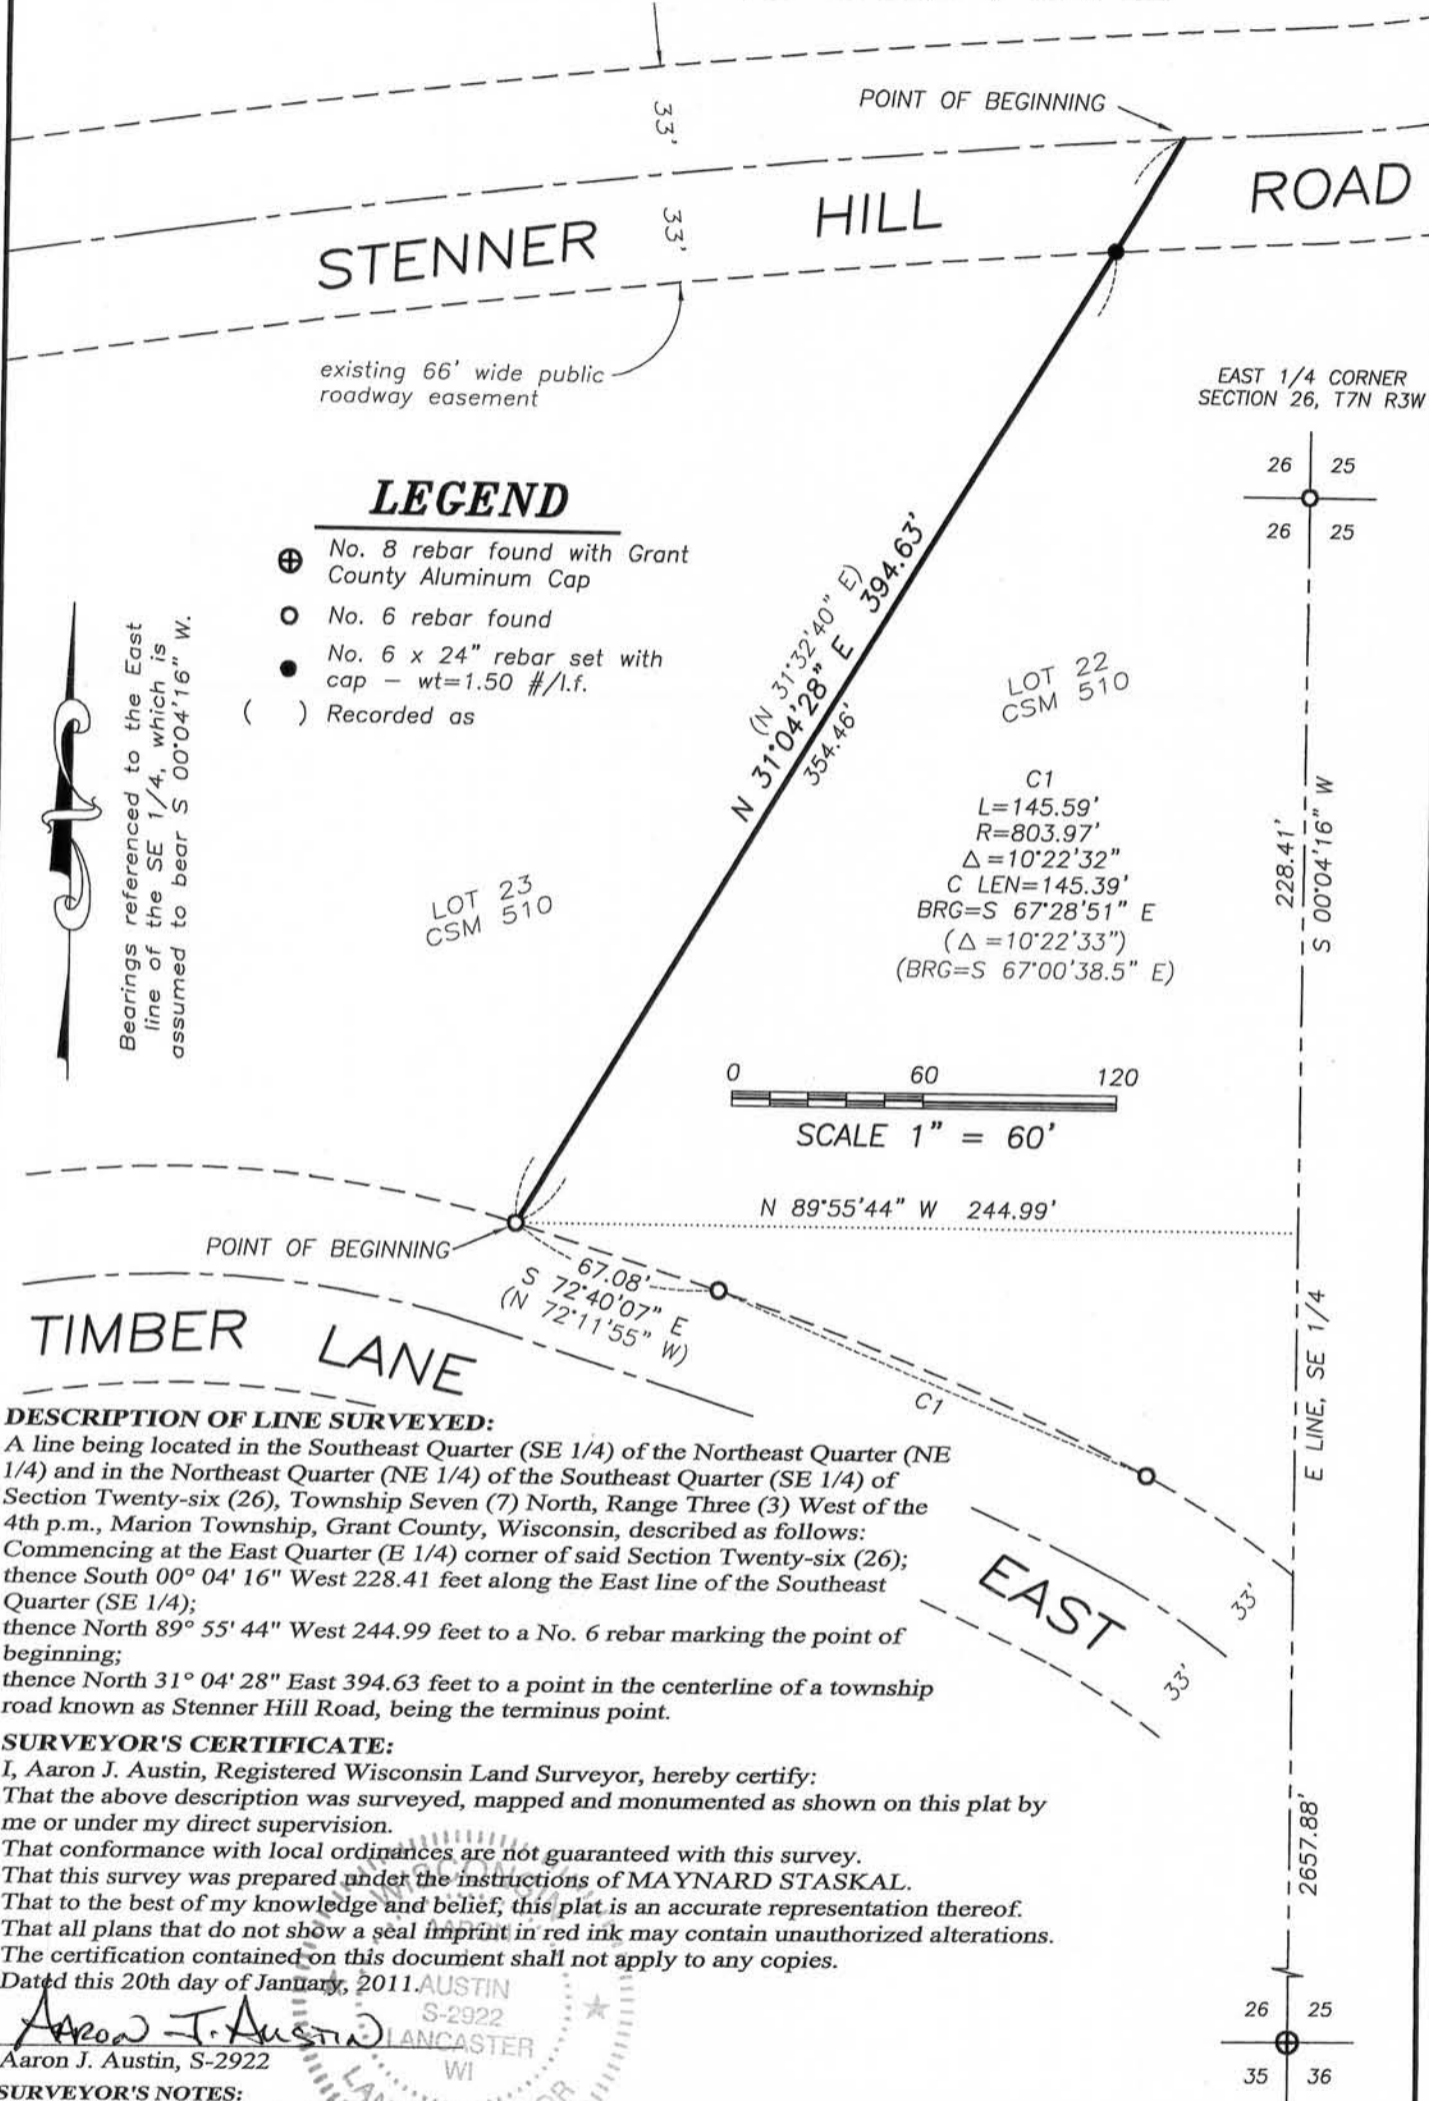 POINT OF BEGINNING
33'
33'
STENNER HILL ROAD
existing 66' wide public
roadway easement
EAST 1/4 CORNER
SECTION 26, T7N R3W
26 25
26 25
LEGEND
No. 8 rebar found with Grant
County Aluminum Cap
No. 6 rebar found
No. 6 x 24" rebar set with
cap - wt=1.50 #/l.f.
( ) Recorded as
Bearings referenced to the East
line of the SE 1/4, which is
assumed to bear S 00°04'16" W.
(N 31°32'40" E)
N 31°04'28" E 394.63'
354.46'
LOT 22
CSM 510
LOT 23
CSM 510
C1
L=145.59'
R=803.97'
Δ=10°22'32"
C LEN=145.39'
BRG=S 67°28'51" E
(Δ=10°22'33")
(BRG=S 67°00'38.5" E)
228.41'
S 00°04'16" W
0 60 120
SCALE 1" = 60'
N 89°55'44" W 244.99'
POINT OF BEGINNING
67.08'
S 72°40'07" E
(N 72°11'55" W)
C1
TIMBER LANE
EAST
33'
33'
E LINE, SE 1/4
2657.88'
DESCRIPTION OF LINE SURVEYED:
A line being located in the Southeast Quarter (SE 1/4) of the Northeast Quarter (NE
1/4) and in the Northeast Quarter (NE 1/4) of the Southeast Quarter (SE 1/4) of
Section Twenty-six (26), Township Seven (7) North, Range Three (3) West of the
4th p.m., Marion Township, Grant County, Wisconsin, described as follows:
Commencing at the East Quarter (E 1/4) corner of said Section Twenty-six (26);
thence South 00° 04' 16" West 228.41 feet along the East line of the Southeast
Quarter (SE 1/4);
thence North 89° 55' 44" West 244.99 feet to a No. 6 rebar marking the point of
beginning;
thence North 31° 04' 28" East 394.63 feet to a point in the centerline of a township
road known as Stenner Hill Road, being the terminus point.
SURVEYOR'S CERTIFICATE:
I, Aaron J. Austin, Registered Wisconsin Land Surveyor, hereby certify:
That the above description was surveyed, mapped and monumented as shown on this plat by
me or under my direct supervision.
That conformance with local ordinances are not guaranteed with this survey.
That this survey was prepared under the instructions of MAYNARD STASKAL.
That to the best of my knowledge and belief, this plat is an accurate representation thereof.
That all plans that do not show a seal imprint in red ink may contain unauthorized alterations.
The certification contained on this document shall not apply to any copies.
Dated this 20th day of January, 2011.
AARON J. AUSTIN
Aaron J. Austin, S-2922
WISCONSIN
AUSTIN
S-2922
LANCASTER
WI
26 25
35 36
SURVEYOR'S NOTES: